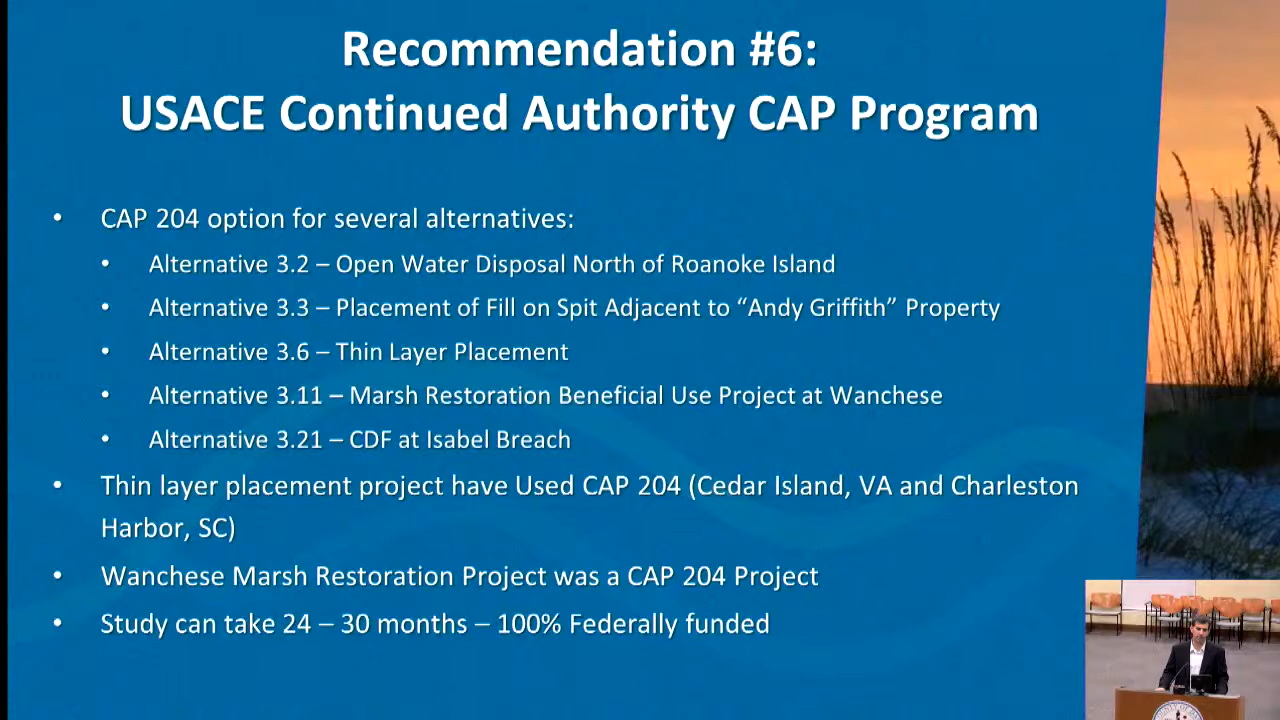 Recommendation #6:
USACE Continued Authority CAP Program
• CAP 204 option for several alternatives:
• Alternative 3.2 – Open Water Disposal North of Roanoke Island
• Alternative 3.3 – Placement of Fill on Spit Adjacent to “Andy Griffith” Property
• Alternative 3.6 – Thin Layer Placement
• Alternative 3.11 – Marsh Restoration Beneficial Use Project at Wanchese
• Alternative 3.21 – CDF at Isabel Breach
• Thin layer placement project have Used CAP 204 (Cedar Island, VA and Charleston
Harbor, SC)
• Wanchese Marsh Restoration Project was a CAP 204 Project
• Study can take 24 – 30 months – 100% Federally funded